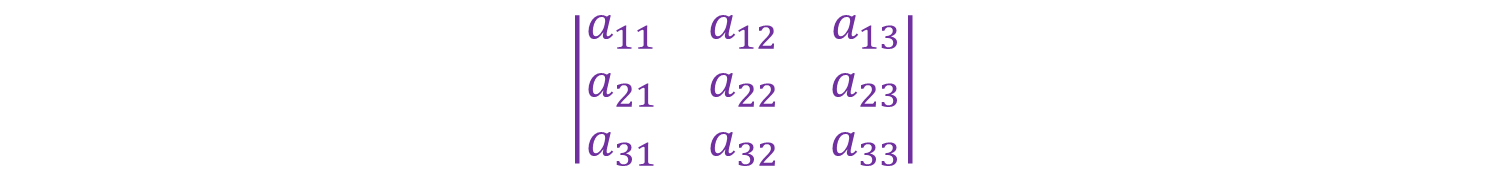 |a₁₁ a₁₂ a₁₃|
|a₂₁ a₂₂ a₂₃|
|a₃₁ a₃₂ a₃₃|